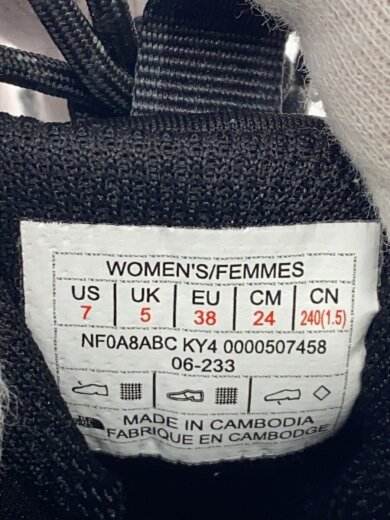 WOMEN'S/FEMMES
US UK EU CM CN
7 5 38 24 240(1.5)
NF0A8ABC KY4 0000507458
06-233
MADE IN CAMBODIA
FABRIQUE EN CAMBODGE